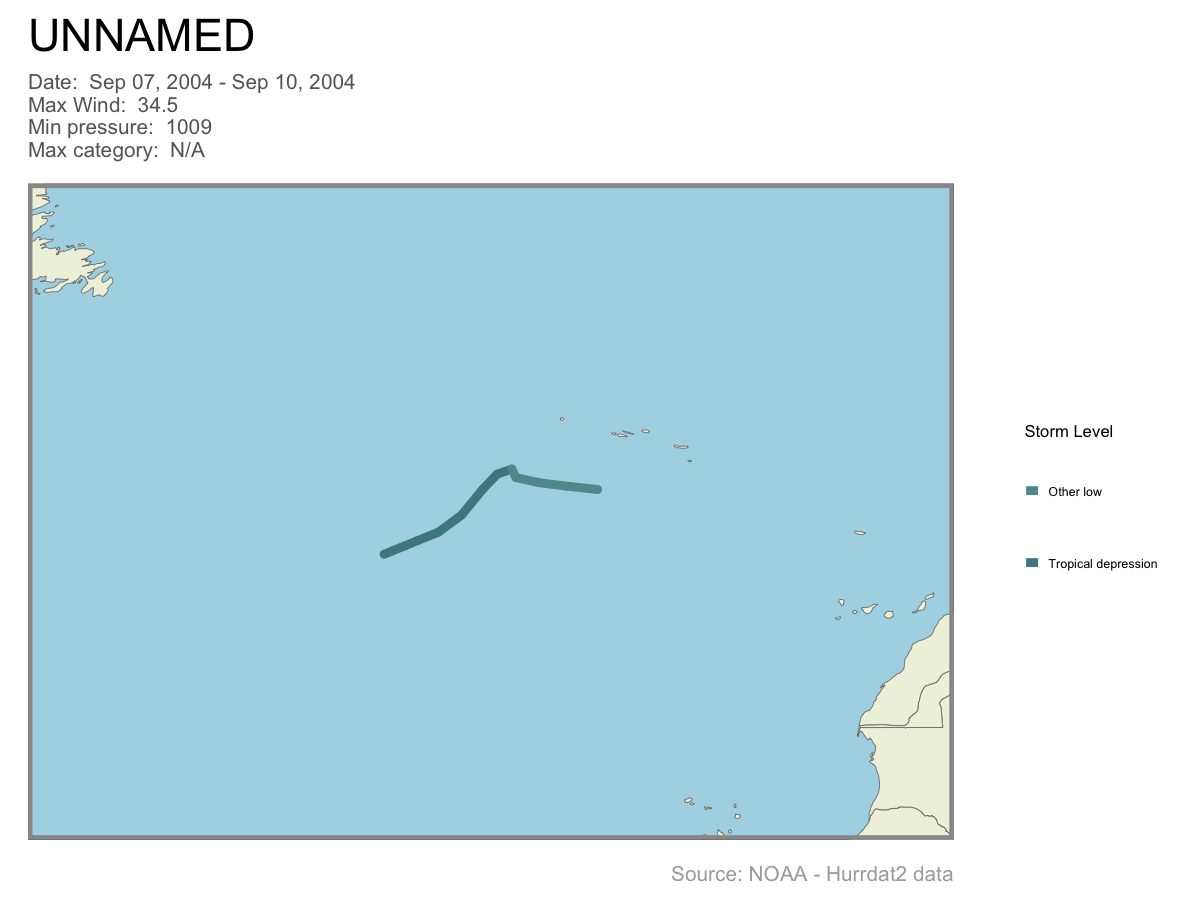 UNNAMED
Date:  Sep 07, 2004 - Sep 10, 2004
Max Wind:  34.5
Min pressure:  1009
Max category:  N/A
Storm Level
Other low
Tropical depression
Source: NOAA - Hurrdat2 data